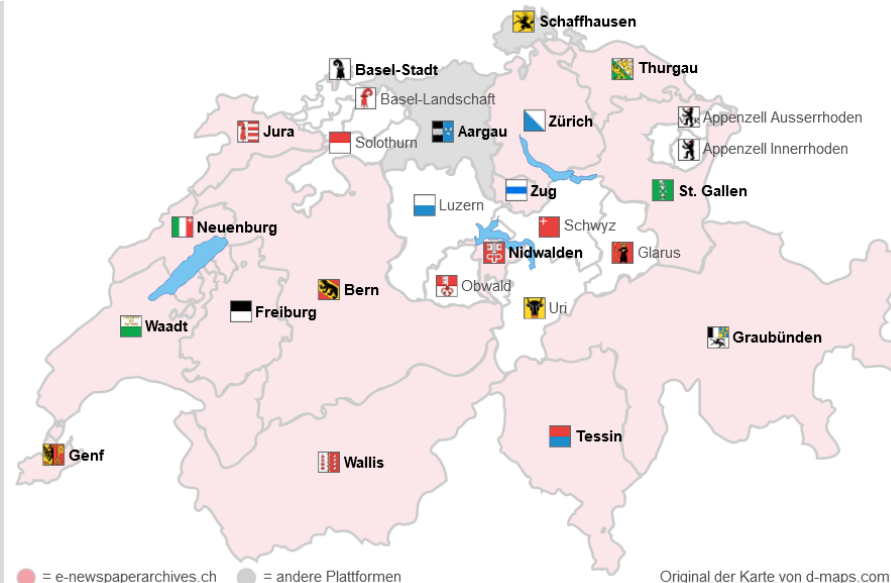 Schaffhausen
Basel-Stadt
Thurgau
Basel-Landschaft
Appenzell Ausserrhoden
Jura
Solothurn
Aargau
Zürich
Appenzell Innerrhoden
Zug
St. Gallen
Luzern
Neuenburg
Schwyz
Nidwalden
Glarus
Bern
Obwald
Freiburg
Uri
Waadt
Graubünden
Tessin
Genf
Wallis
= e-newspaperarchives.ch
= andere Plattformen
Original der Karte von d-maps.com